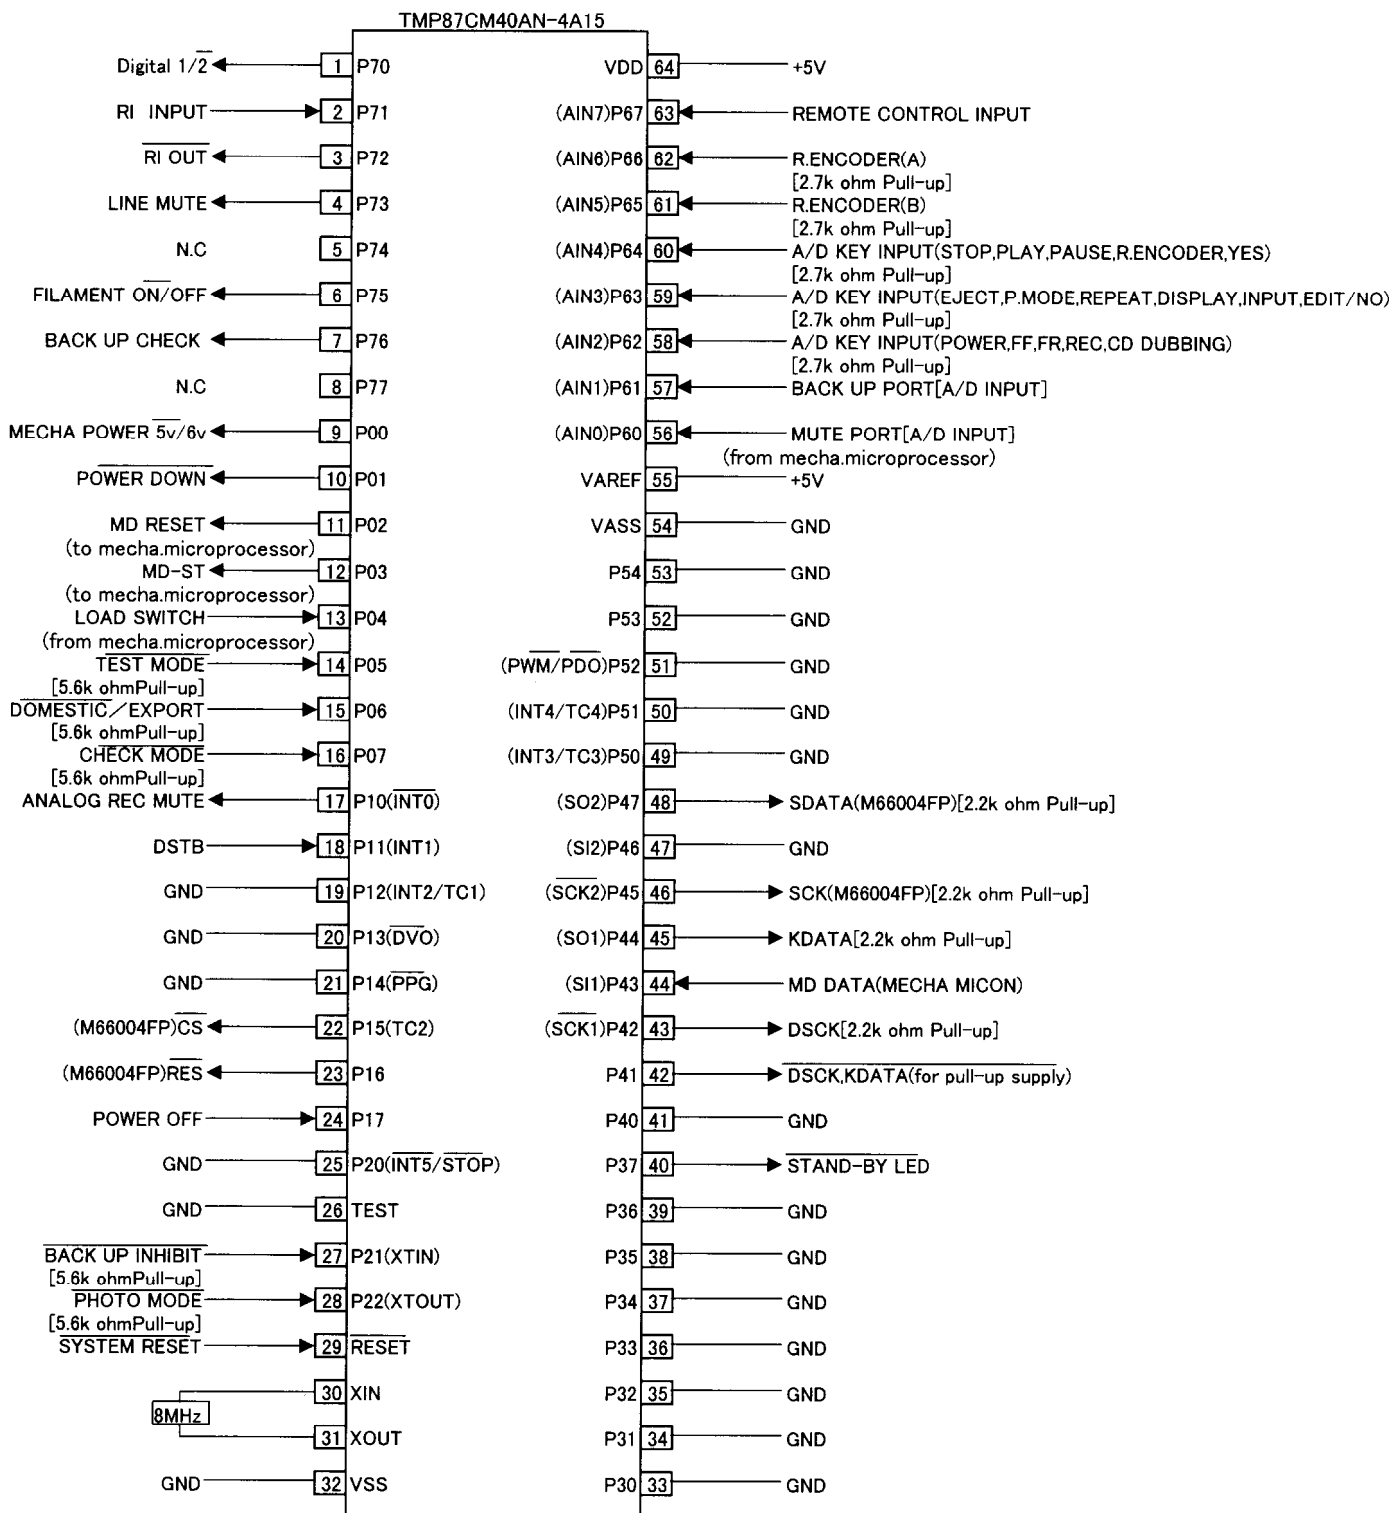 TMP87CM40AN-4A15
Digital 1/2 1 P70 VDD 64 +5V
RI INPUT 2 P71 (AIN7)P67 63 REMOTE CONTROL INPUT
RI OUT 3 P72 (AIN6)P66 62 R.ENCODER(A)
[2.7k ohm Pull-up]
LINE MUTE 4 P73 (AIN5)P65 61 R.ENCODER(B)
[2.7k ohm Pull-up]
N.C 5 P74 (AIN4)P64 60 A/D KEY INPUT(STOP,PLAY,PAUSE,R.ENCODER,YES)
[2.7k ohm Pull-up]
FILAMENT ON/OFF 6 P75 (AIN3)P63 59 A/D KEY INPUT(EJECT,P.MODE,REPEAT,DISPLAY,INPUT,EDIT/NO)
[2.7k ohm Pull-up]
BACK UP CHECK 7 P76 (AIN2)P62 58 A/D KEY INPUT(POWER,FF,FR,REC,CD DUBBING)
[2.7k ohm Pull-up]
N.C 8 P77 (AIN1)P61 57 BACK UP PORT[A/D INPUT]
MECHA POWER 5v/6v 9 P00 (AIN0)P60 56 MUTE PORT[A/D INPUT]
(from mecha.microprocessor)
POWER DOWN 10 P01 VAREF 55 +5V
MD RESET 11 P02 VASS 54 GND
(to mecha.microprocessor)
MD-ST 12 P03 P54 53 GND
(to mecha.microprocessor)
LOAD SWITCH 13 P04 P53 52 GND
(from mecha.microprocessor)
TEST MODE 14 P05 (PWM/PDO)P52 51 GND
[5.6k ohmPull-up]
DOMESTIC/EXPORT 15 P06 (INT4/TC4)P51 50 GND
[5.6k ohmPull-up]
CHECK MODE 16 P07 (INT3/TC3)P50 49 GND
[5.6k ohmPull-up]
ANALOG REC MUTE 17 P10(INT0) (SO2)P47 48 SDATA(M66004FP)[2.2k ohm Pull-up]
DSTB 18 P11(INT1) (SI2)P46 47 GND
GND 19 P12(INT2/TC1) (SCK2)P45 46 SCK(M66004FP)[2.2k ohm Pull-up]
GND 20 P13(DVO) (SO1)P44 45 KDATA[2.2k ohm Pull-up]
GND 21 P14(PPG) (SI1)P43 44 MD DATA(MECHA MICON)
(M66004FP)CS 22 P15(TC2) (SCK1)P42 43 DSCK[2.2k ohm Pull-up]
(M66004FP)RES 23 P16 P41 42 DSCK,KDATA(for pull-up supply)
POWER OFF 24 P17 P40 41 GND
GND 25 P20(INT5/STOP) P37 40 STAND-BY LED
GND 26 TEST P36 39 GND
BACK UP INHIBIT 27 P21(XTIN) P35 38 GND
[5.6k ohmPull-up]
PHOTO MODE 28 P22(XTOUT) P34 37 GND
[5.6k ohmPull-up]
SYSTEM RESET 29 RESET P33 36 GND
30 XIN P32 35 GND
8MHz
31 XOUT P31 34 GND
GND 32 VSS P30 33 GND